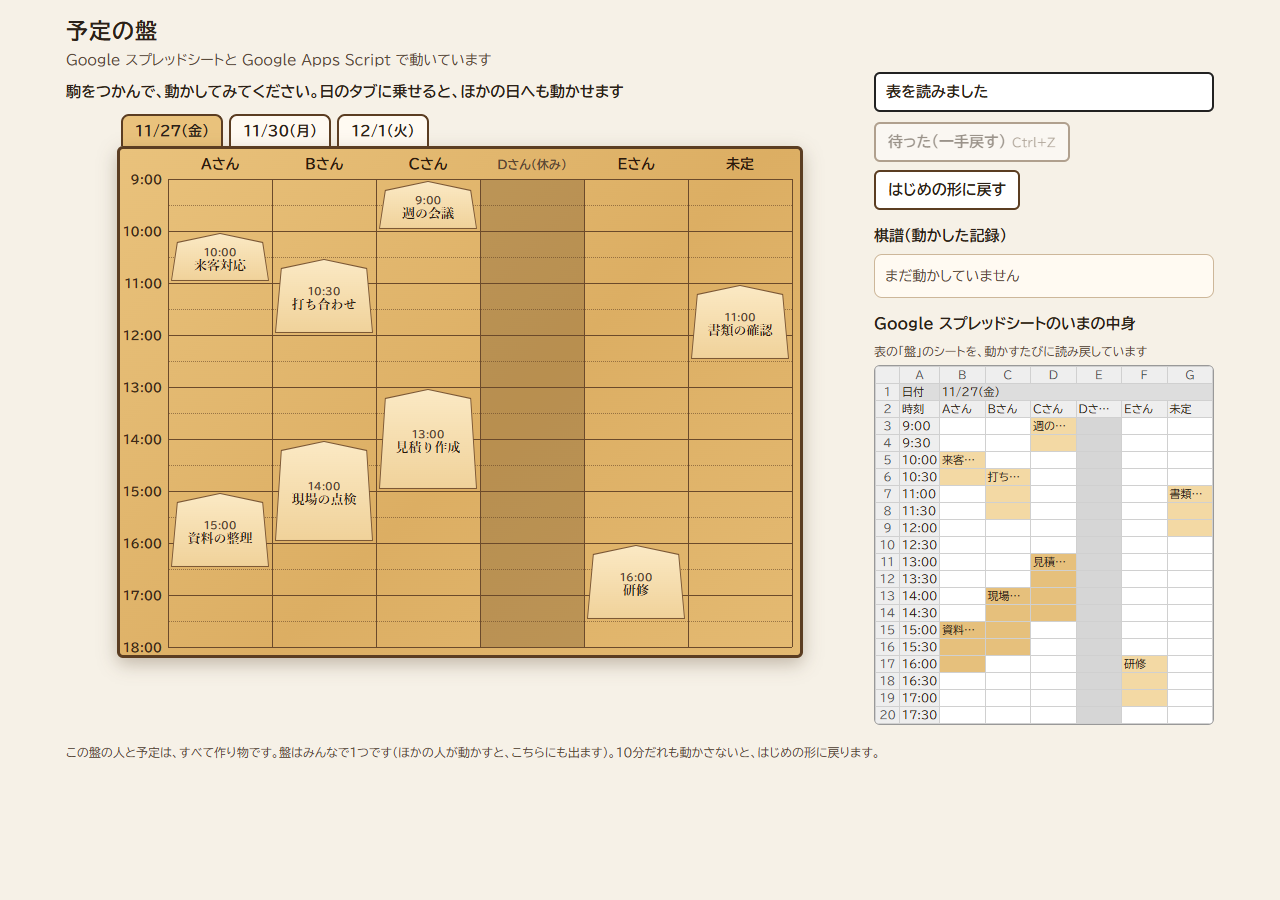 予定の盤
Google スプレッドシートと Google Apps Script で動いています
駒をつかんで、動かしてみてください。日のタブに乗せると、ほかの日へも動かせます
11/27(金) 11/30(月) 12/1(火)
Aさん Bさん Cさん Dさん(休み) Eさん 未定
9:00
10:00
11:00
12:00
13:00
14:00
15:00
16:00
17:00
18:00
9:00
週の会議
10:00
来客対応
10:30
打ち合わせ
11:00
書類の確認
13:00
見積り作成
14:00
現場の点検
15:00
資料の整理
16:00
研修
表を読みました
待った(一手戻す) Ctrl+Z
はじめの形に戻す
棋譜(動かした記録)
まだ動かしていません
Google スプレッドシートのいまの中身
表の「盤」のシートを、動かすたびに読み戻しています
A B C D E F G
1 日付 11/27(金)
2 時刻 Aさん Bさん Cさん Dさ… Eさん 未定
3 9:00 週の…
4 9:30
5 10:00 来客…
6 10:30 打ち…
7 11:00 書類…
8 11:30
9 12:00
10 12:30
11 13:00 見積…
12 13:30
13 14:00 現場…
14 14:30
15 15:00 資料…
16 15:30
17 16:00 研修
18 16:30
19 17:00
20 17:30
この盤の人と予定は、すべて作り物です。盤はみんなで1つです(ほかの人が動かすと、こちらにも出ます)。10分だれも動かさないと、はじめの形に戻ります。